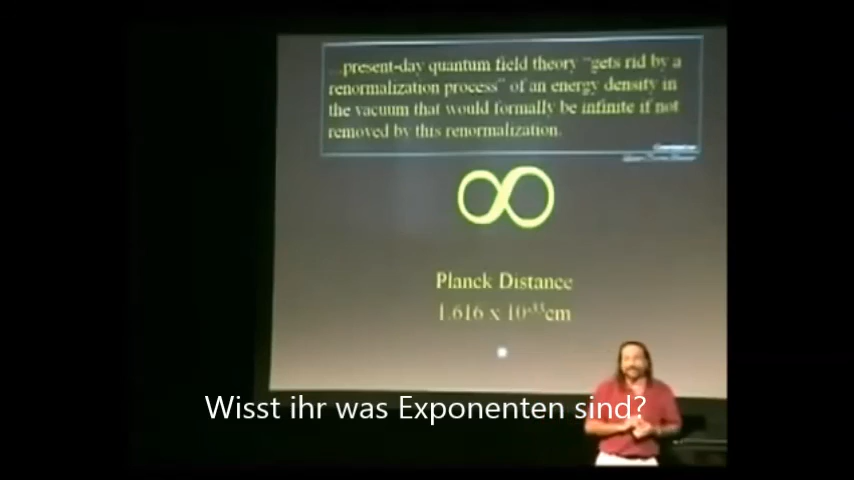 ...present-day quantum field theory "gets rid by a
renormalization process" of an energy density in
the vacuum that would formally be infinite if not
removed by this renormalization.
∞
Planck Distance
1.616 x 10⁻³³cm
Wisst ihr was Exponenten sind?